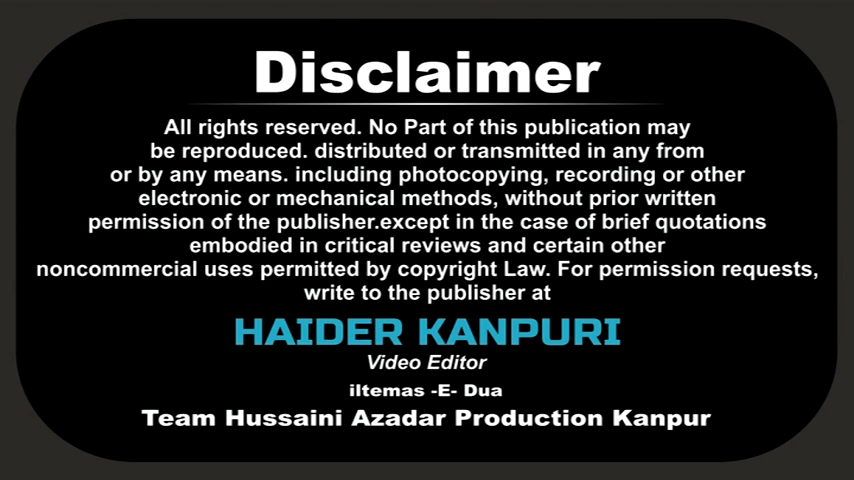 Disclaimer
All rights reserved. No Part of this publication may
be reproduced. distributed or transmitted in any from
or by any means. including photocopying, recording or other
electronic or mechanical methods, without prior written
permission of the publisher.except in the case of brief quotations
embodied in critical reviews and certain other
noncommercial uses permitted by copyright Law. For permission requests,
write to the publisher at
HAIDER KANPURI
Video Editor
iltemas -E- Dua
Team Hussaini Azadar Production Kanpur